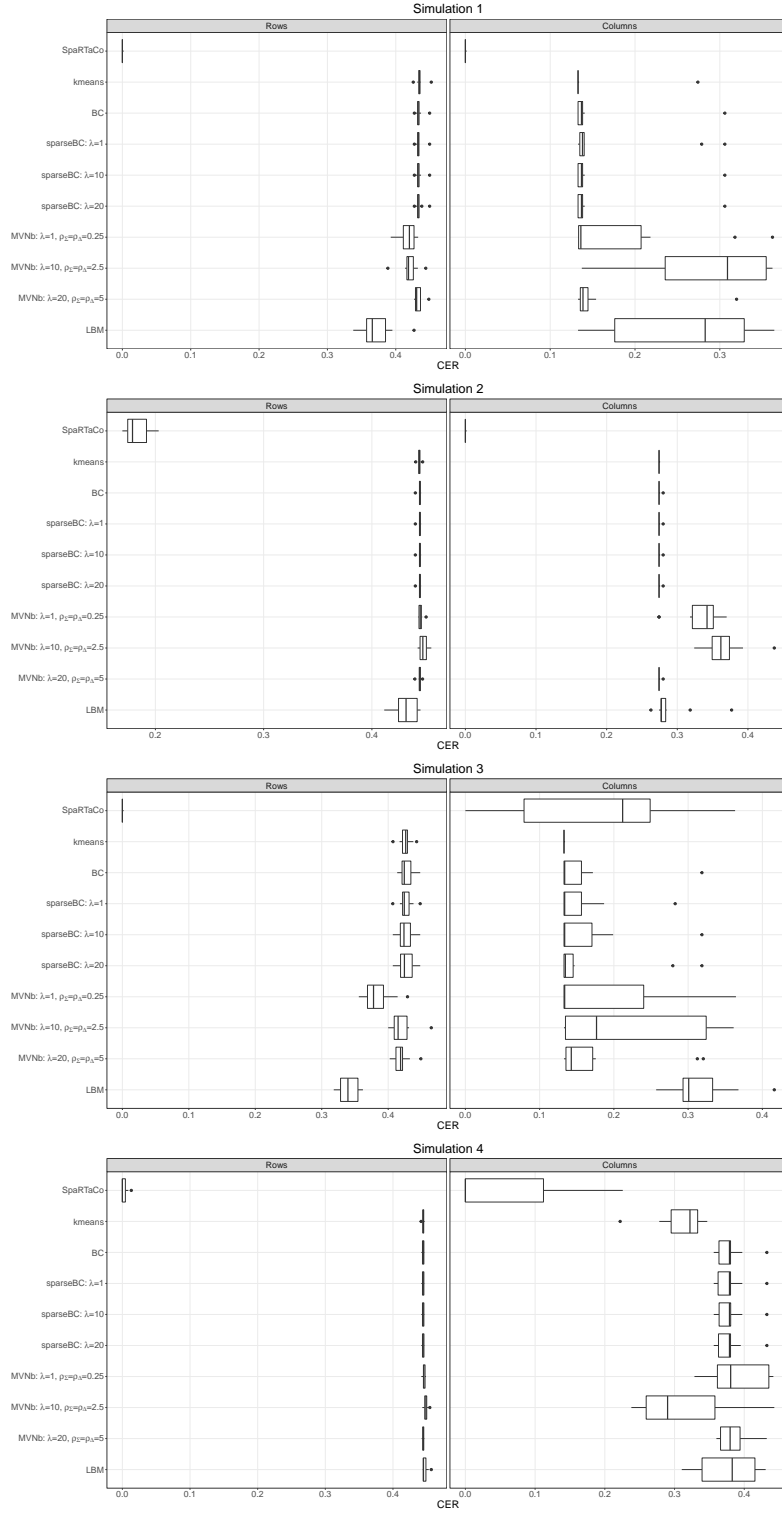 Simulation 1
Rows
Columns
SpaRTaCo
kmeans
BC
sparseBC: λ=1
sparseBC: λ=10
sparseBC: λ=20
MVNb: λ=1, ρΣ=ρΔ=0.25
MVNb: λ=10, ρΣ=ρΔ=2.5
MVNb: λ=20, ρΣ=ρΔ=5
LBM
0.0 0.1 0.2 0.3 0.4
0.0 0.1 0.2 0.3
CER
Simulation 2
Rows
Columns
SpaRTaCo
kmeans
BC
sparseBC: λ=1
sparseBC: λ=10
sparseBC: λ=20
MVNb: λ=1, ρΣ=ρΔ=0.25
MVNb: λ=10, ρΣ=ρΔ=2.5
MVNb: λ=20, ρΣ=ρΔ=5
LBM
0.2 0.3 0.4
0.0 0.1 0.2 0.3 0.4
CER
Simulation 3
Rows
Columns
SpaRTaCo
kmeans
BC
sparseBC: λ=1
sparseBC: λ=10
sparseBC: λ=20
MVNb: λ=1, ρΣ=ρΔ=0.25
MVNb: λ=10, ρΣ=ρΔ=2.5
MVNb: λ=20, ρΣ=ρΔ=5
LBM
0.0 0.1 0.2 0.3 0.4
0.0 0.1 0.2 0.3 0.4
CER
Simulation 4
Rows
Columns
SpaRTaCo
kmeans
BC
sparseBC: λ=1
sparseBC: λ=10
sparseBC: λ=20
MVNb: λ=1, ρΣ=ρΔ=0.25
MVNb: λ=10, ρΣ=ρΔ=2.5
MVNb: λ=20, ρΣ=ρΔ=5
LBM
0.0 0.1 0.2 0.3 0.4
0.0 0.1 0.2 0.3 0.4
CER